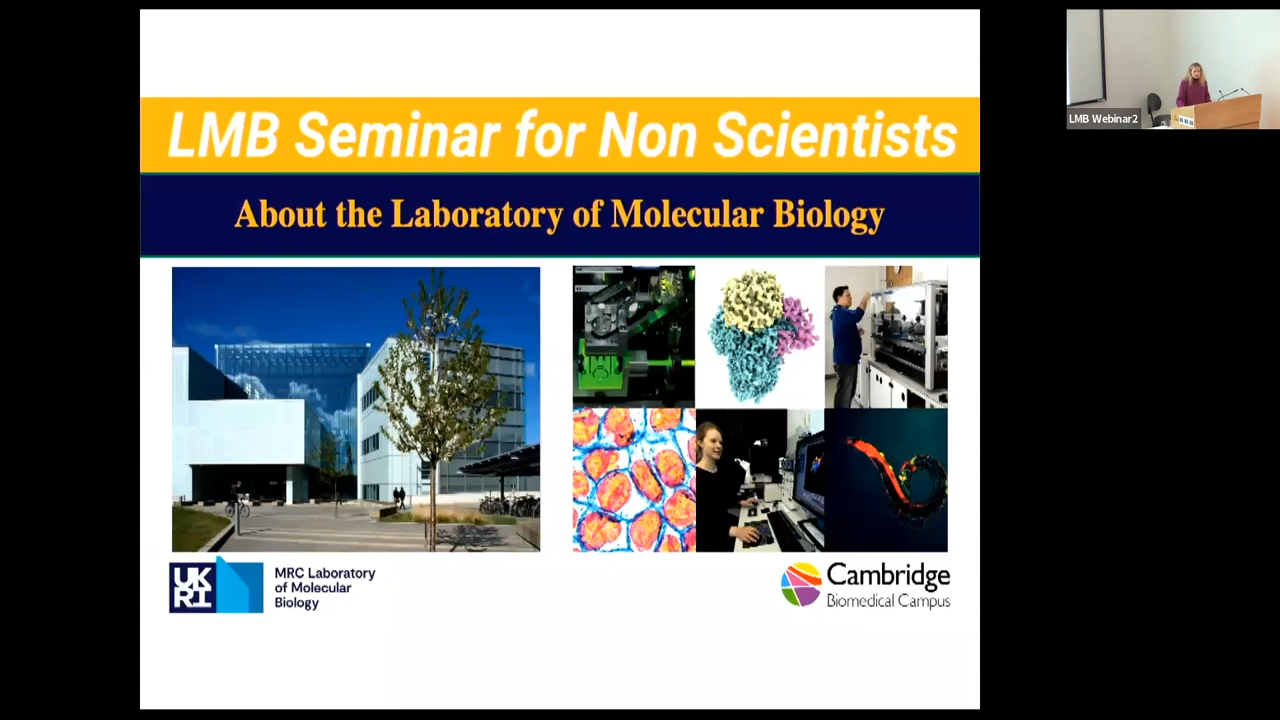 LMB Seminar for Non Scientists
About the Laboratory of Molecular Biology
UK
RI
MRC Laboratory
of Molecular
Biology
Cambridge
Biomedical Campus
LMB Webinar2